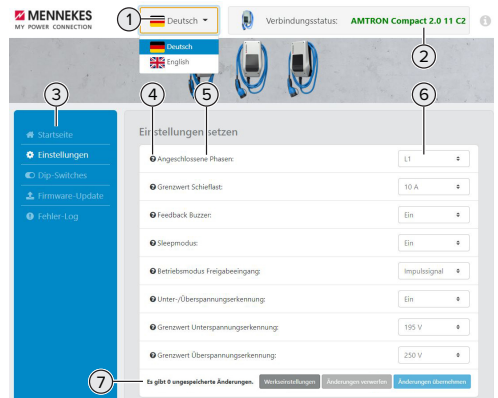 MENNEKES
MY POWER CONNECTION
1
Deutsch
Verbindungsstatus: AMTRON Compact 2.0 11 C2
Deutsch
English
2
3
4
5
6
Startseite
Einstellungen
Dip-Switches
Firmware-Update
Fehler-Log
Einstellungen setzen
Angeschlossene Phasen: L1
Grenzwert Schieflast: 10 A
Feedback Buzzer: Ein
Sleepmodus: Ein
Betriebsmodus Freigabeeingang: Impulssignal
Unter-/Überspannungserkennung: Ein
Grenzwert Unterspannungserkennung: 195 V
Grenzwert Überspannungserkennung: 250 V
7
Es gibt 0 ungespeicherte Änderungen. Werkseinstellungen Änderungen verwerfen Änderungen übernehmen